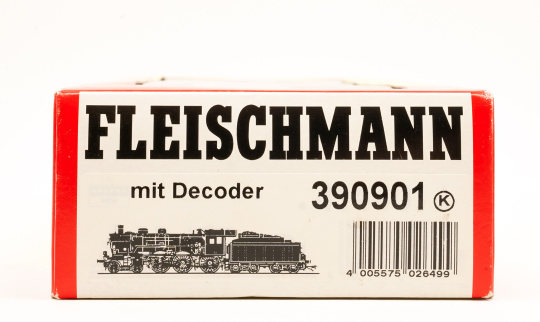 FLEISCHMANN
mit Decoder 390901 K
4 005575 026499